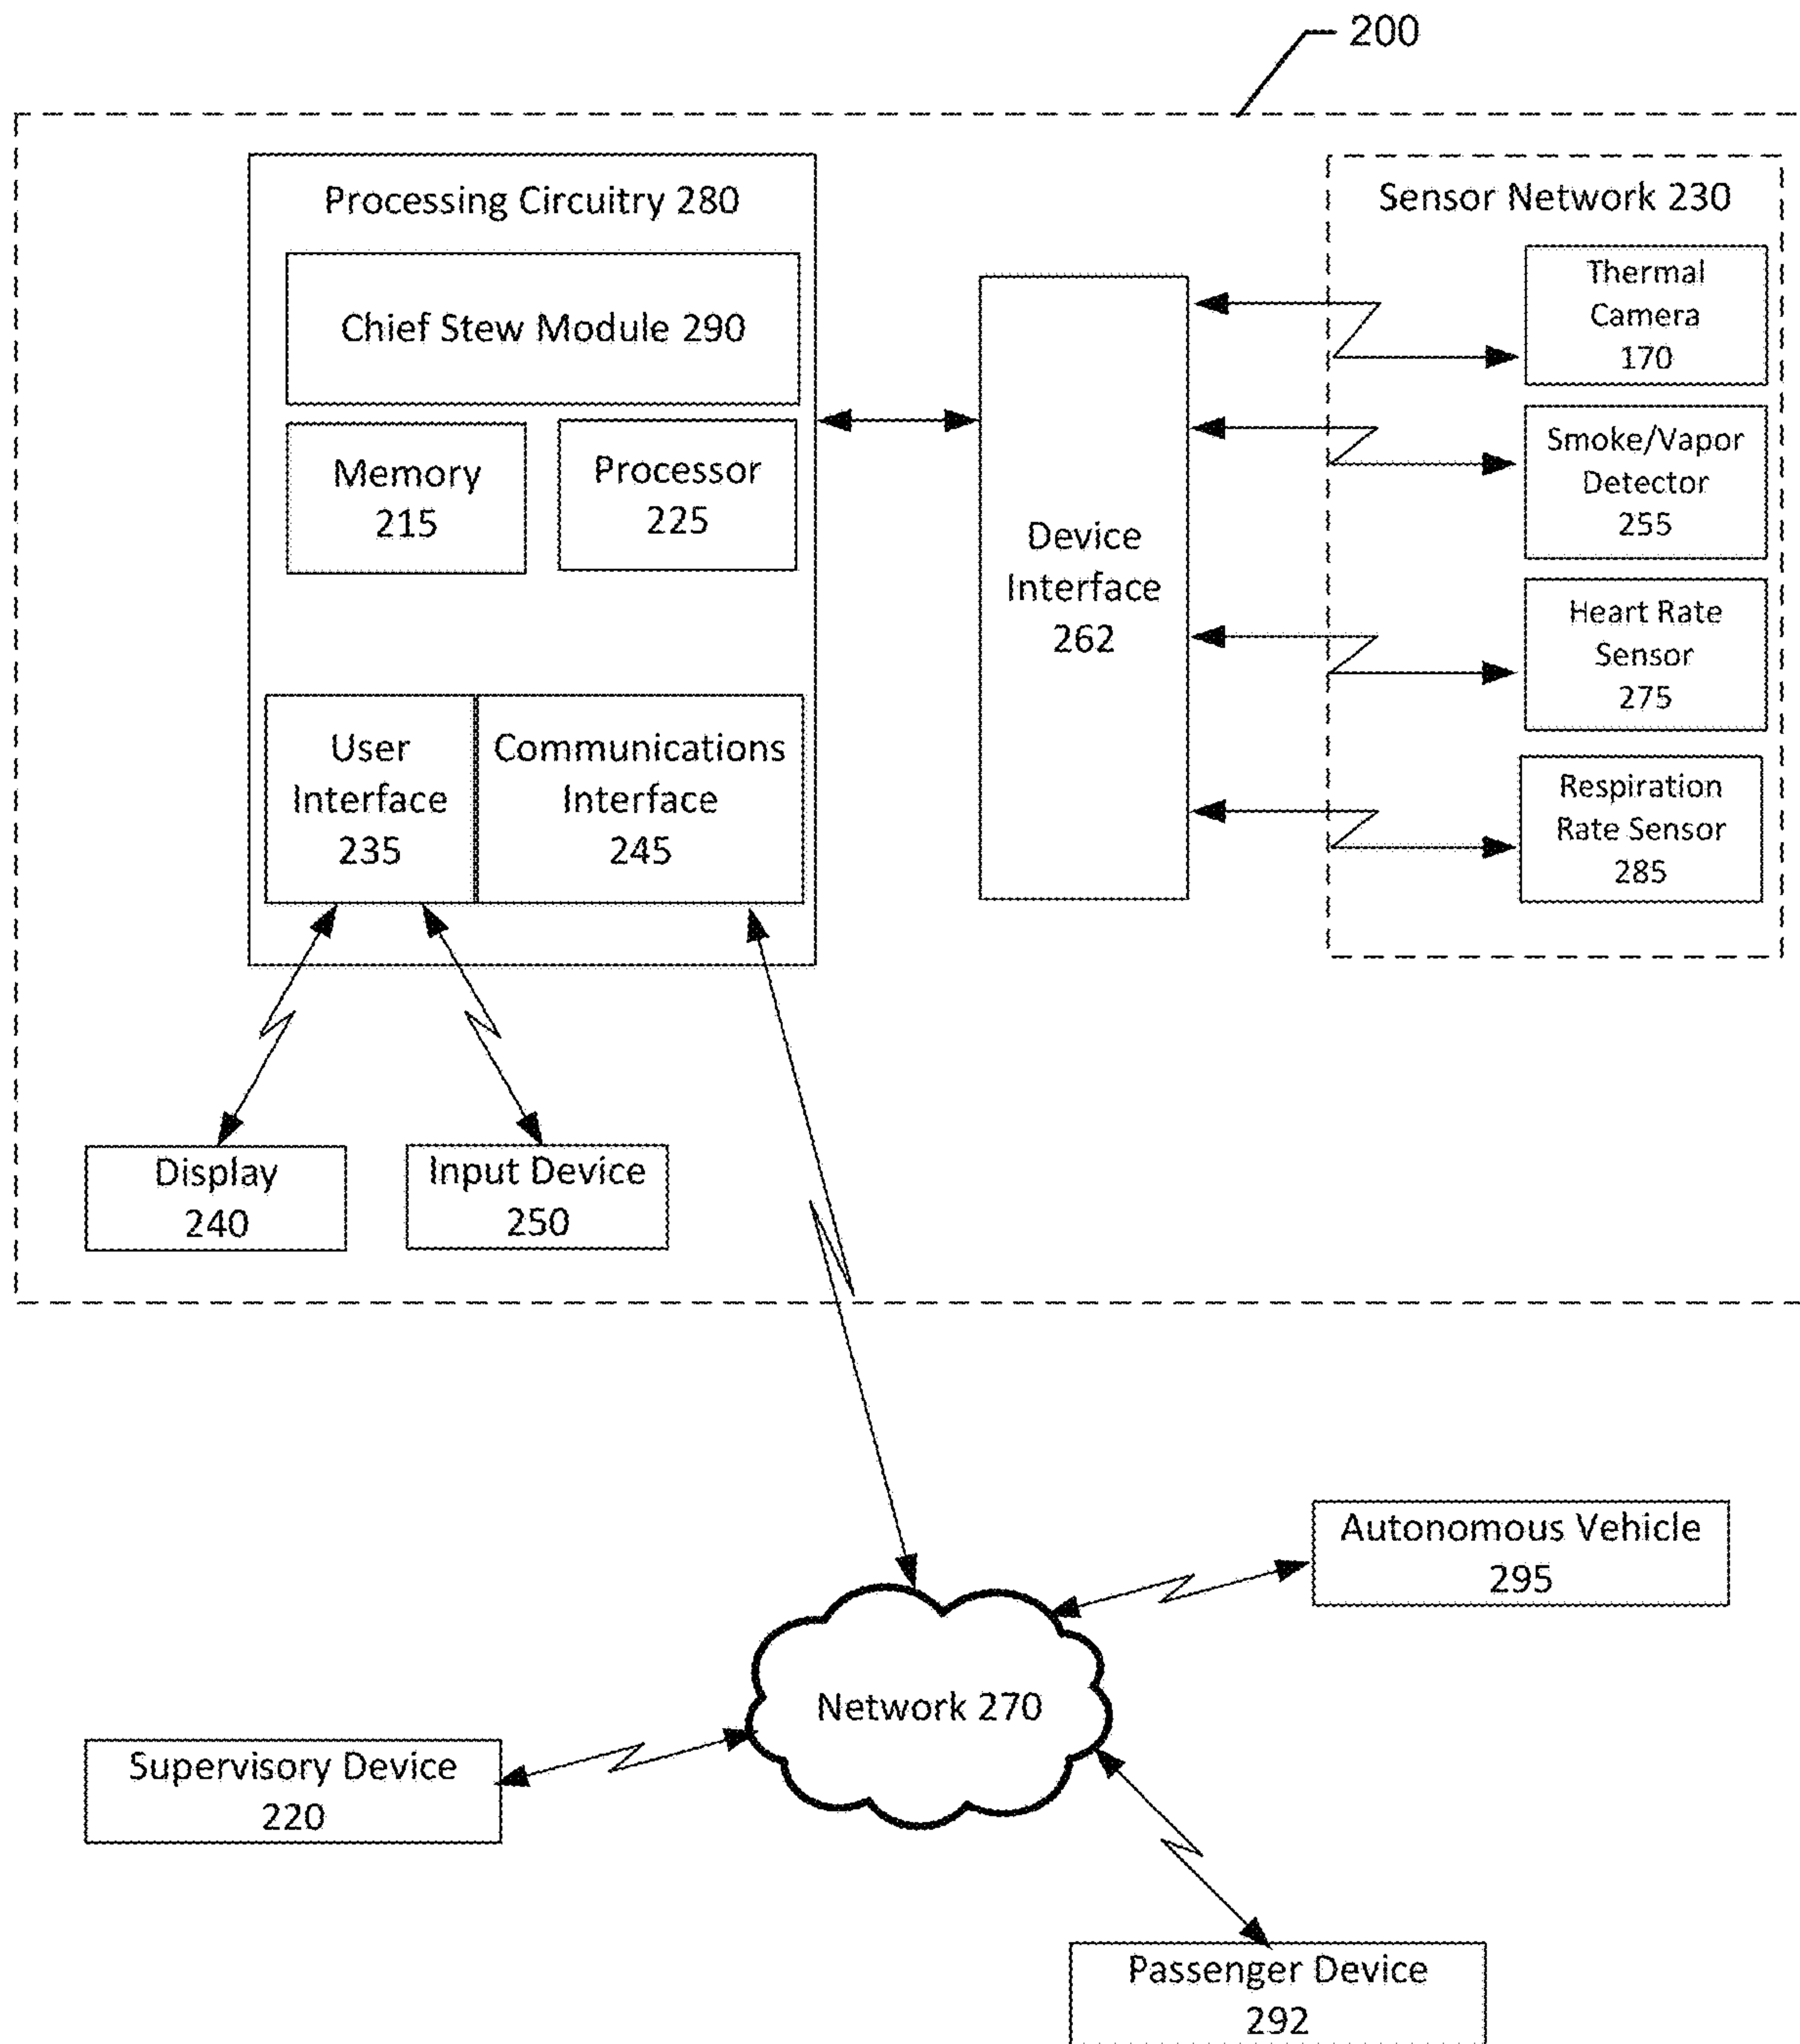 200
Processing Circuitry 280
Chief Stew Module 290
Memory
215
Processor
225
User
Interface
235
Communications
Interface
245
Device
Interface
262
Sensor Network 230
Thermal
Camera
170
Smoke/Vapor
Detector
255
Heart Rate
Sensor
275
Respiration
Rate Sensor
285
Display
240
Input Device
250
Autonomous Vehicle
295
Network 270
Supervisory Device
220
Passenger Device
292